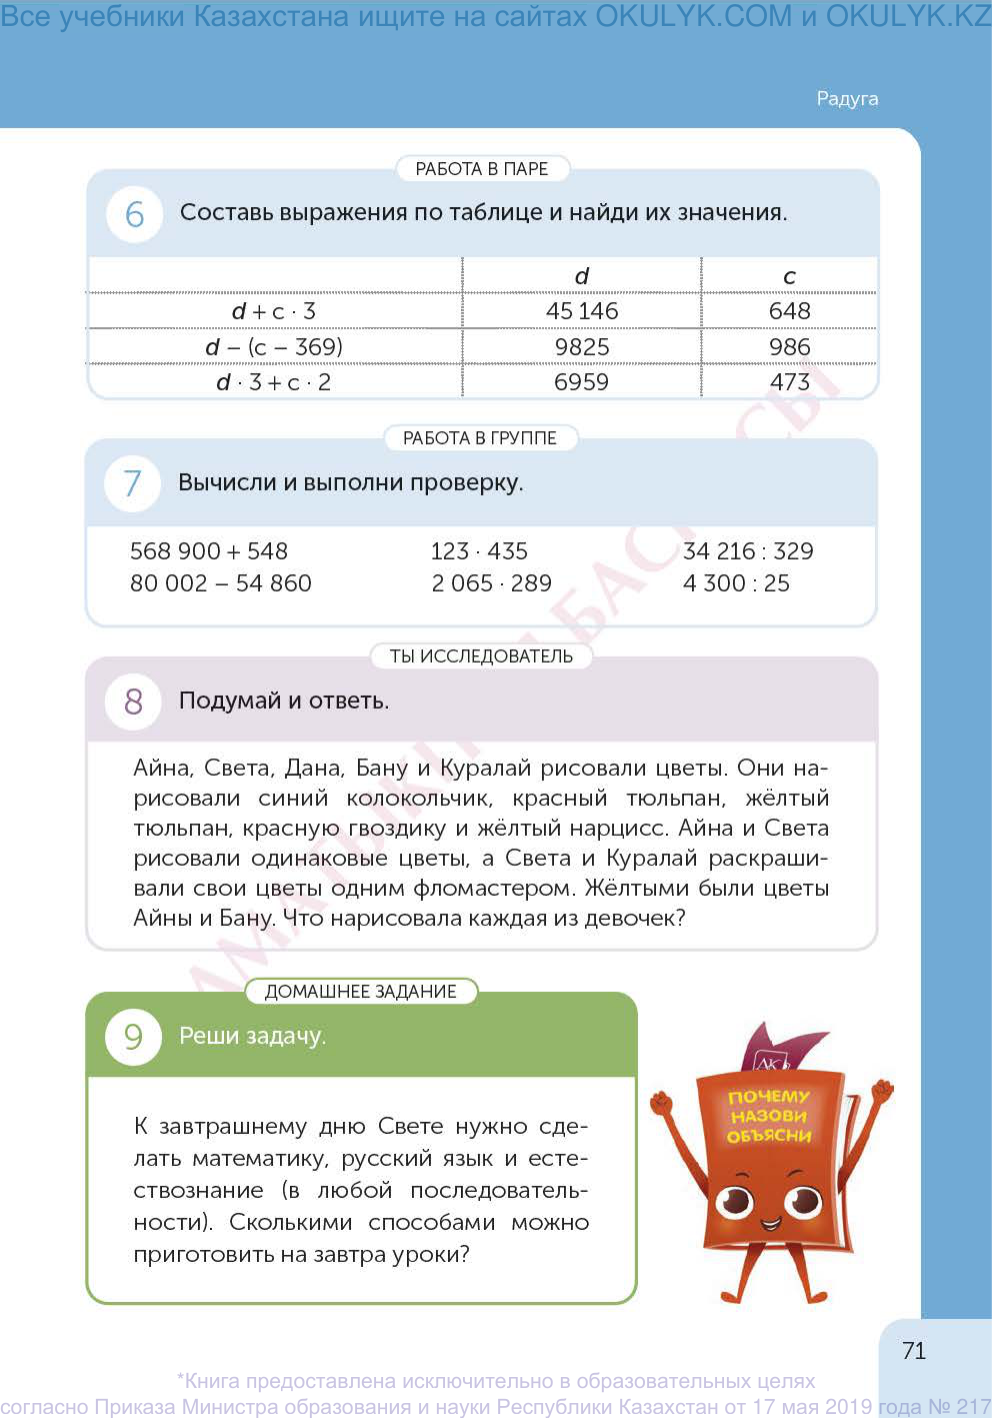 Все учебники Казахстана ищите на сайтах OKULYK.COM и OKULYK.KZ
Радуга
РАБОТА В ПАРЕ
6 Составь выражения по таблице и найди их значения.
d c
d + c · 3 45 146 648
d – (c – 369) 9825 986
d · 3 + c · 2 6959 473
РАБОТА В ГРУППЕ
7 Вычисли и выполни проверку.
568 900 + 548 123 · 435 34 216 : 329
80 002 – 54 860 2 065 · 289 4 300 : 25
ТЫ ИССЛЕДОВАТЕЛЬ
8 Подумай и ответь.
Айна, Света, Дана, Бану и Куралай рисовали цветы. Они на-
рисовали синий колокольчик, красный тюльпан, жёлтый
тюльпан, красную гвоздику и жёлтый нарцисс. Айна и Света
рисовали одинаковые цветы, а Света и Куралай раскраши-
вали свои цветы одним фломастером. Жёлтыми были цветы
Айны и Бану. Что нарисовала каждая из девочек?
ДОМАШНЕЕ ЗАДАНИЕ
9 Реши задачу.
К завтрашнему дню Свете нужно сде-
лать математику, русский язык и есте-
ствознание (в любой последователь-
ности). Сколькими способами можно
приготовить на завтра уроки?
ПОЧЕМУ
НАЗОВИ
ОБЪЯСНИ
71
*Книга предоставлена исключительно в образовательных целях
согласно Приказа Министра образования и науки Республики Казахстан от 17 мая 2019 года № 217